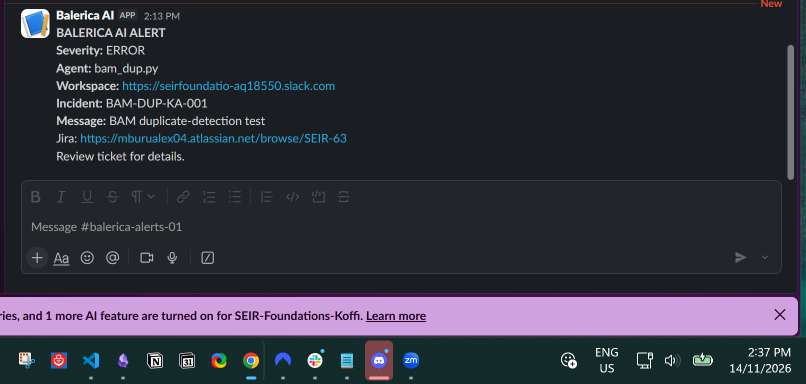 New
Balerica AI APP 2:13 PM
BALERICA AI ALERT
Severity: ERROR
Agent: bam_dup.py
Workspace: https://seirfoundatio-aq18550.slack.com
Incident: BAM-DUP-KA-001
Message: BAM duplicate-detection test
Jira: https://mburualex04.atlassian.net/browse/SEIR-63
Review ticket for details.
B I U S
Message #balerica-alerts-01
Aa
ries, and 1 more AI feature are turned on for SEIR-Foundations-Koffi. Learn more
31
zm
ENG
US
2:37 PM
14/11/2026